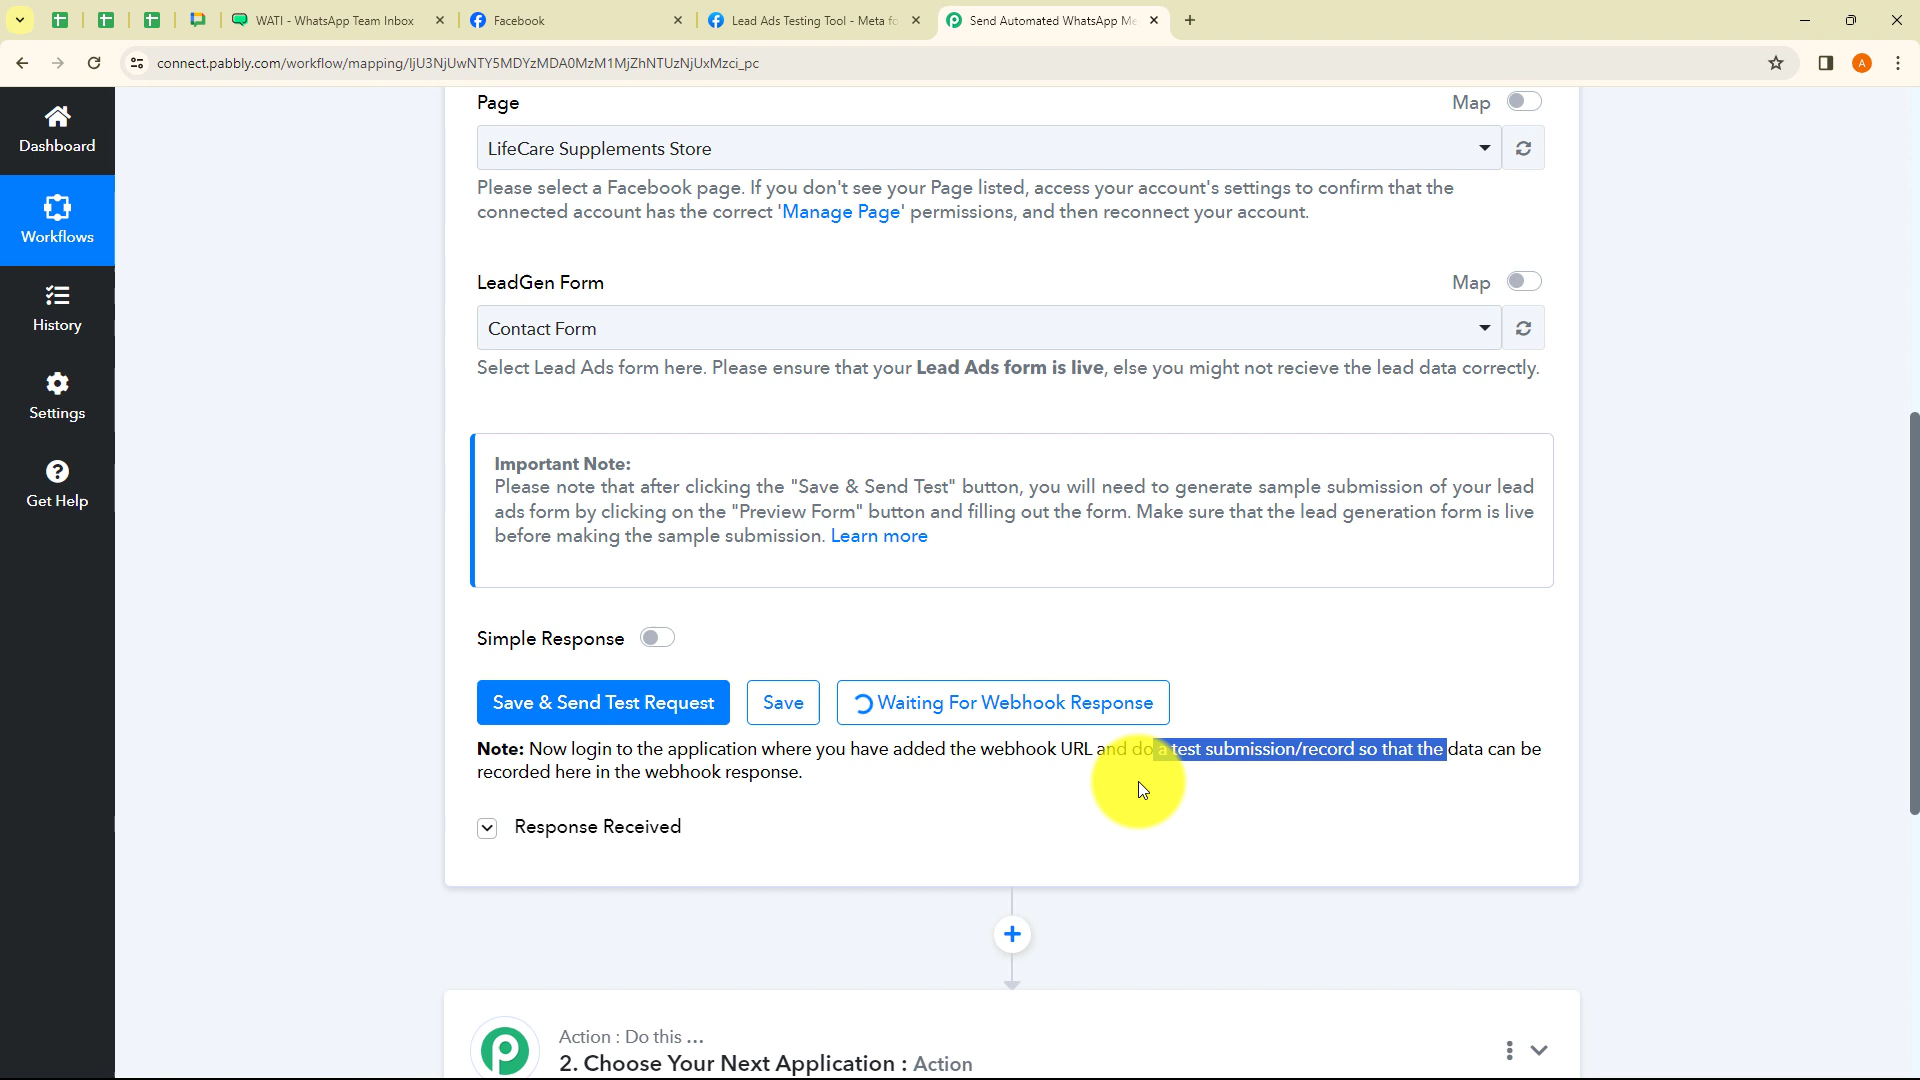 WATI - WhatsApp Team Inbox
Facebook
Lead Ads Testing Tool - Meta fo
Send Automated WhatsApp Me
connect.pabbly.com/workflow/mapping/IjU3NjUwNTY5MDYzMDA0MzM1MjZhNTUzNjUxMzci_pc
A
Dashboard
Workflows
History
Settings
Get Help
Page
Map
LifeCare Supplements Store
Please select a Facebook page. If you don't see your Page listed, access your account's settings to confirm that the
connected account has the correct 'Manage Page' permissions, and then reconnect your account.
LeadGen Form
Map
Contact Form
Select Lead Ads form here. Please ensure that your Lead Ads form is live, else you might not recieve the lead data correctly.
Important Note:
Please note that after clicking the "Save & Send Test" button, you will need to generate sample submission of your lead
ads form by clicking on the "Preview Form" button and filling out the form. Make sure that the lead generation form is live
before making the sample submission. Learn more
Simple Response
Save & Send Test Request
Save
Waiting For Webhook Response
Note: Now login to the application where you have added the webhook URL and do a test submission/record so that the data can be
recorded here in the webhook response.
Response Received
Action : Do this ...
2. Choose Your Next Application : Action